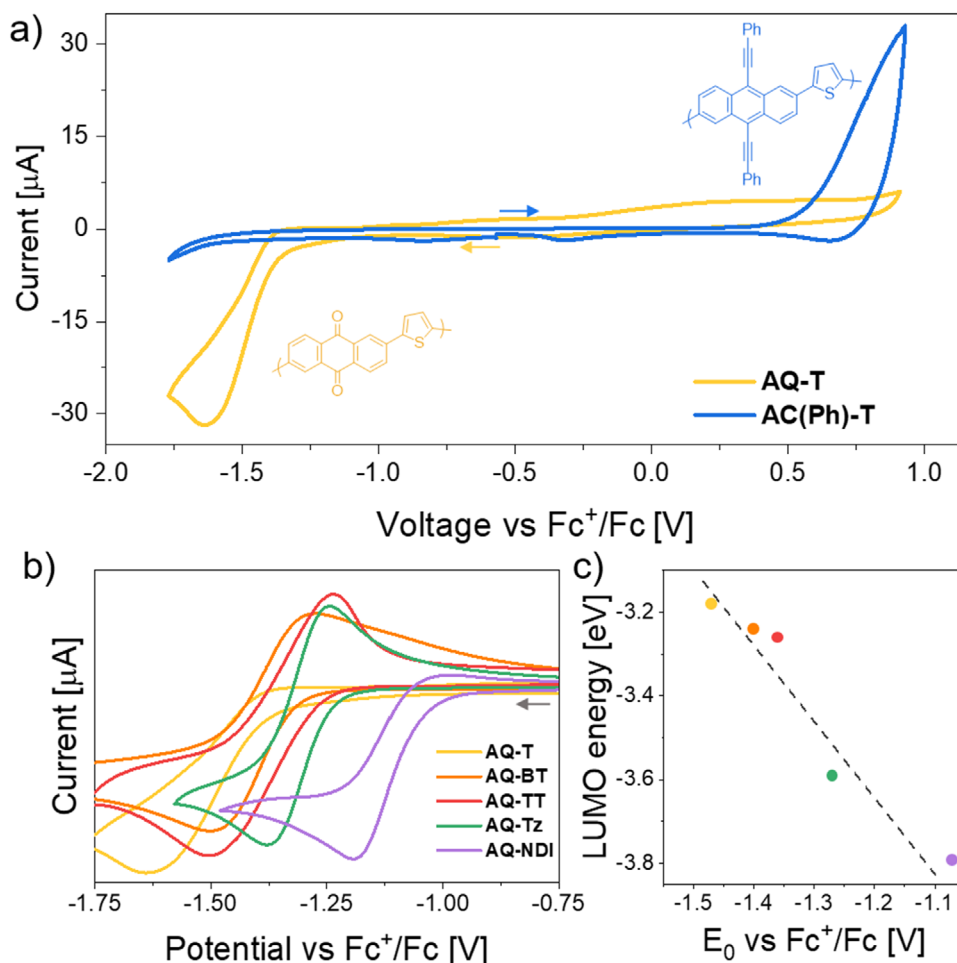 a)
30
15
0
-15
-30
Current [μA]
Ph
S
Ph
O
S
O
AQ-T
AC(Ph)-T
-2.0 -1.5 -1.0 -0.5 0.0 0.5 1.0
Voltage vs Fc⁺/Fc [V]
b)
Current [μA]
AQ-T
AQ-BT
AQ-TT
AQ-Tz
AQ-NDI
-1.75 -1.50 -1.25 -1.00 -0.75
Potential vs Fc⁺/Fc [V]
c)
LUMO energy [eV]
-3.2
-3.4
-3.6
-3.8
-1.5 -1.4 -1.3 -1.2 -1.1
E₀ vs Fc⁺/Fc [V]